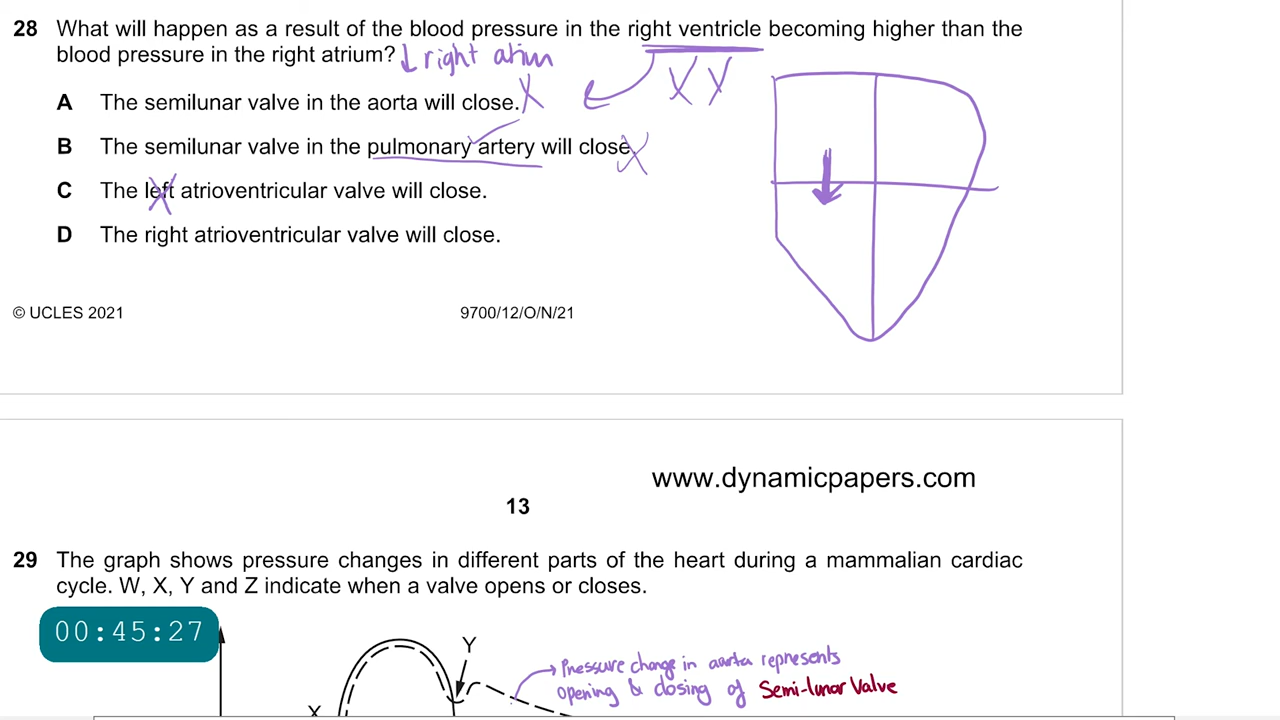 28 What will happen as a result of the blood pressure in the right ventricle becoming higher than the
blood pressure in the right atrium? ↓ right atium
X X
A The semilunar valve in the aorta will close. X
B The semilunar valve in the pulmonary artery will close. X
C The left atrioventricular valve will close.
D The right atrioventricular valve will close.
© UCLES 2021 9700/12/O/N/21
www.dynamicpapers.com
13
29 The graph shows pressure changes in different parts of the heart during a mammalian cardiac
cycle. W, X, Y and Z indicate when a valve opens or closes.
00:45:27
Y
Pressure change in aorta represents
opening & closing of Semi-lunar Valve
X